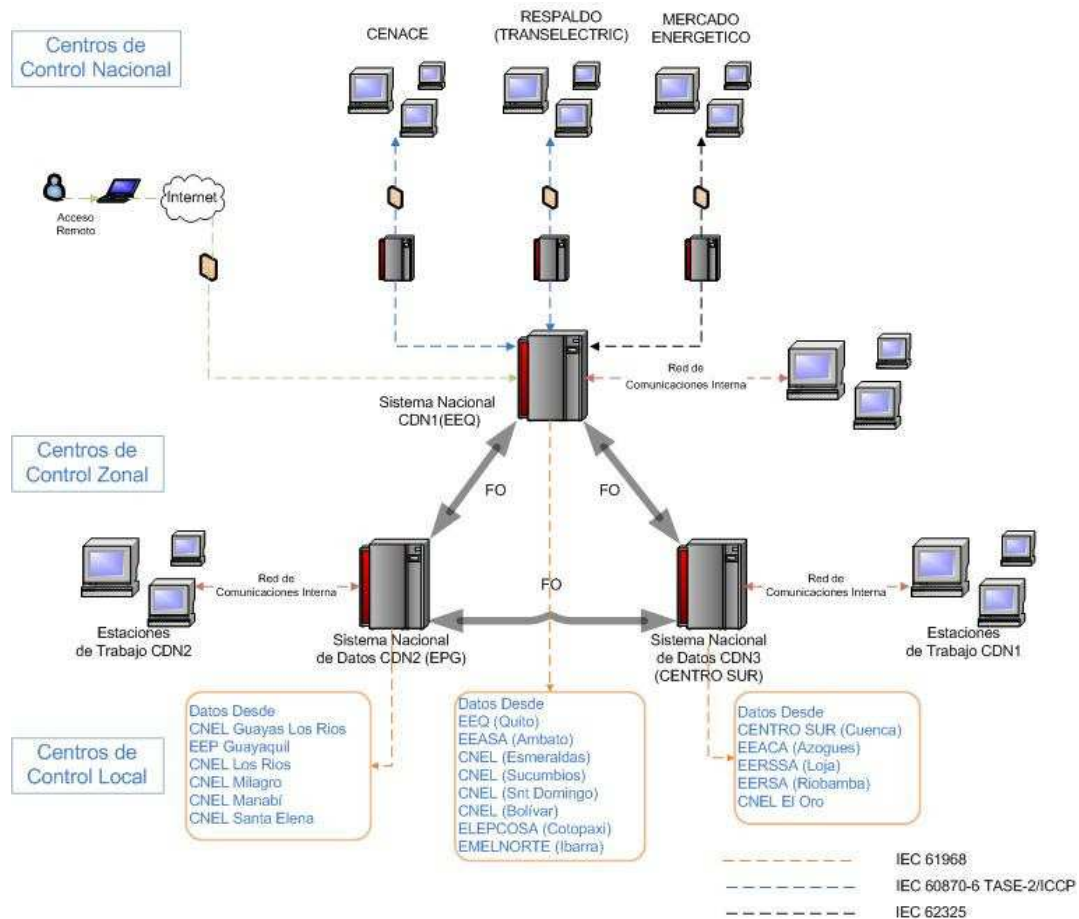 Centros de
Control Nacional
CENACE
RESPALDO
(TRANSELECTRIC)
MERCADO
ENERGETICO
Internet
Acceso
Remoto
Sistema Nacional
CDN1(EEQ)
Red de
Comunicaciones Interna
Centros de
Control Zonal
FO
FO
FO
Red de
Comunicaciones Interna
Red de
Comunicaciones Interna
Estaciones
de Trabajo CDN2
Sistema Nacional
de Datos CDN2 (EPG)
Sistema Nacional
de Datos CDN3
(CENTRO SUR)
Estaciones
de Trabajo CDN1
Centros de
Control Local
Datos Desde
CNEL Guayas Los Rios
EEP Guayaquil
CNEL Los Rios
CNEL Milagro
CNEL Manabí
CNEL Santa Elena
Datos Desde
EEQ (Quito)
EEASA (Ambato)
CNEL (Esmeraldas)
CNEL (Sucumbios)
CNEL (Snt Domingo)
CNEL (Bolívar)
ELEPCOSA (Cotopaxi)
EMELNORTE (Ibarra)
Datos Desde
CENTRO SUR (Cuenca)
EEACA (Azogues)
EERSSA (Loja)
EERSA (Riobamba)
CNEL El Oro
IEC 61968
IEC 60870-6 TASE-2/ICCP
IEC 62325